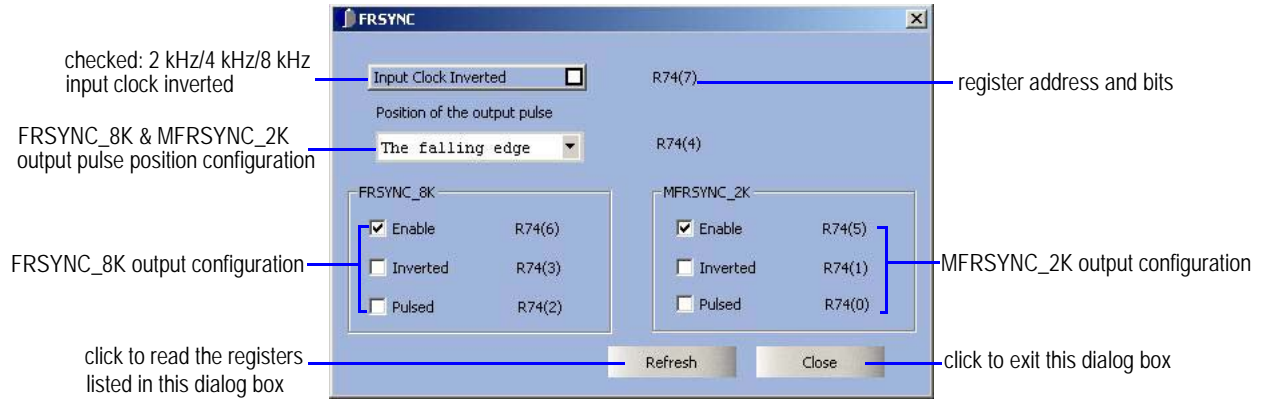 FRSYNC
checked: 2 kHz/4 kHz/8 kHz
input clock inverted
Input Clock Inverted
R74(7)
register address and bits
Position of the output pulse
FRSYNC_8K & MFRSYNC_2K
output pulse position configuration
The falling edge
R74(4)
FRSYNC_8K
MFRSYNC_2K
Enable R74(6)
Enable R74(5)
FRSYNC_8K output configuration
Inverted R74(3)
Inverted R74(1)
MFRSYNC_2K output configuration
Pulsed R74(2)
Pulsed R74(0)
click to read the registers
listed in this dialog box
Refresh
Close
click to exit this dialog box